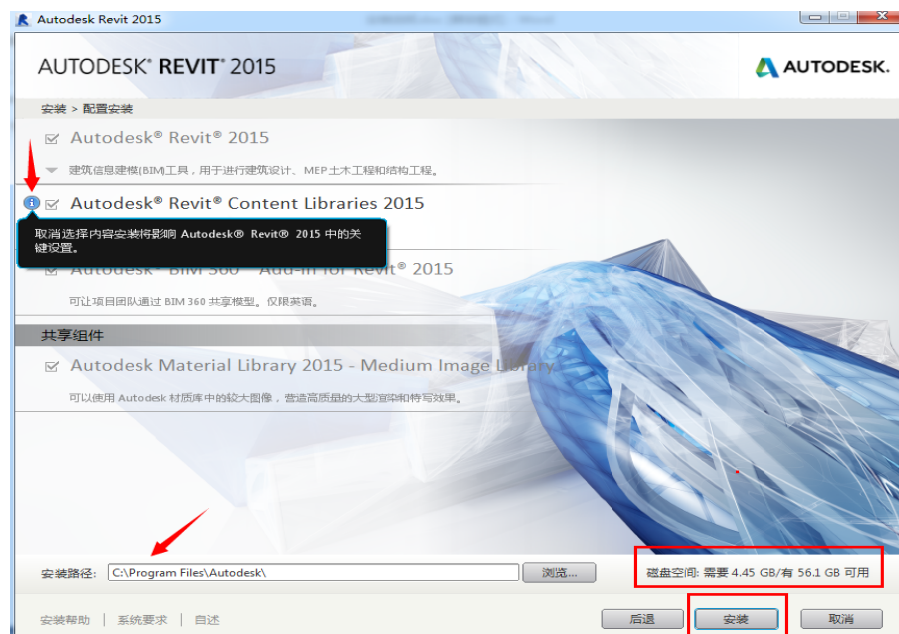 Autodesk Revit 2015
AUTODESK® REVIT® 2015
AUTODESK.
安装 > 配置安装
Autodesk® Revit® 2015
建筑信息建模(BIM)工具，用于进行建筑设计、MEP土木工程和结构工程。
Autodesk® Revit® Content Libraries 2015
取消选择内容安装将影响 Autodesk® Revit® 2015 中的关
键设置。
Autodesk® BIM 360™ Add-in for Revit® 2015
可让项目团队通过 BIM 360 共享模型。仅限英语。
共享组件
Autodesk Material Library 2015 - Medium Image Library
可以使用 Autodesk 材质库中的较大图像，营造高质量的大型渲染和特写效果。
安装路径: C:\Program Files\Autodesk\ 浏览... 磁盘空间: 需要 4.45 GB/有 56.1 GB 可用
安装帮助 | 系统要求 | 自述 后退 安装 取消